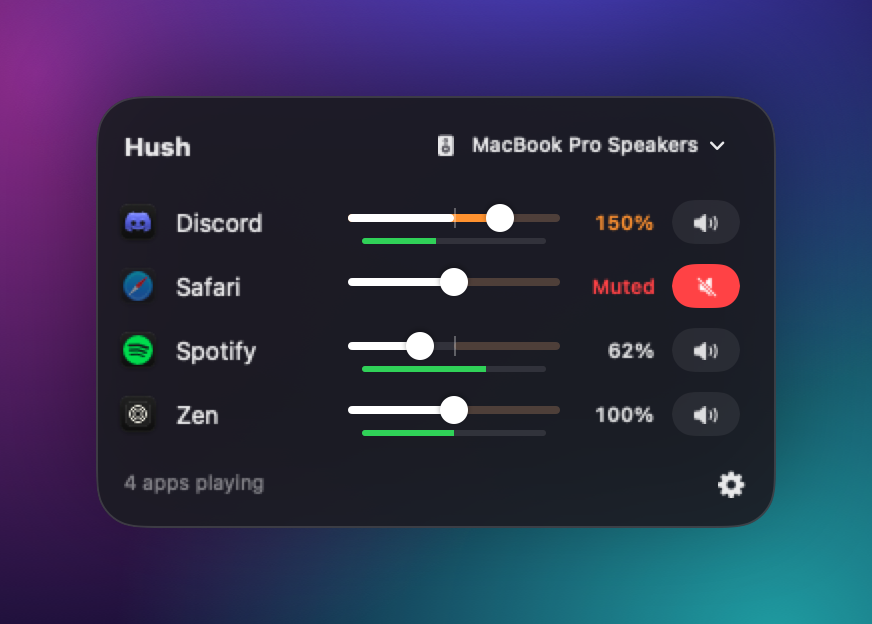 Hush
MacBook Pro Speakers
Discord 150%
Safari Muted
Spotify 62%
Zen 100%
4 apps playing